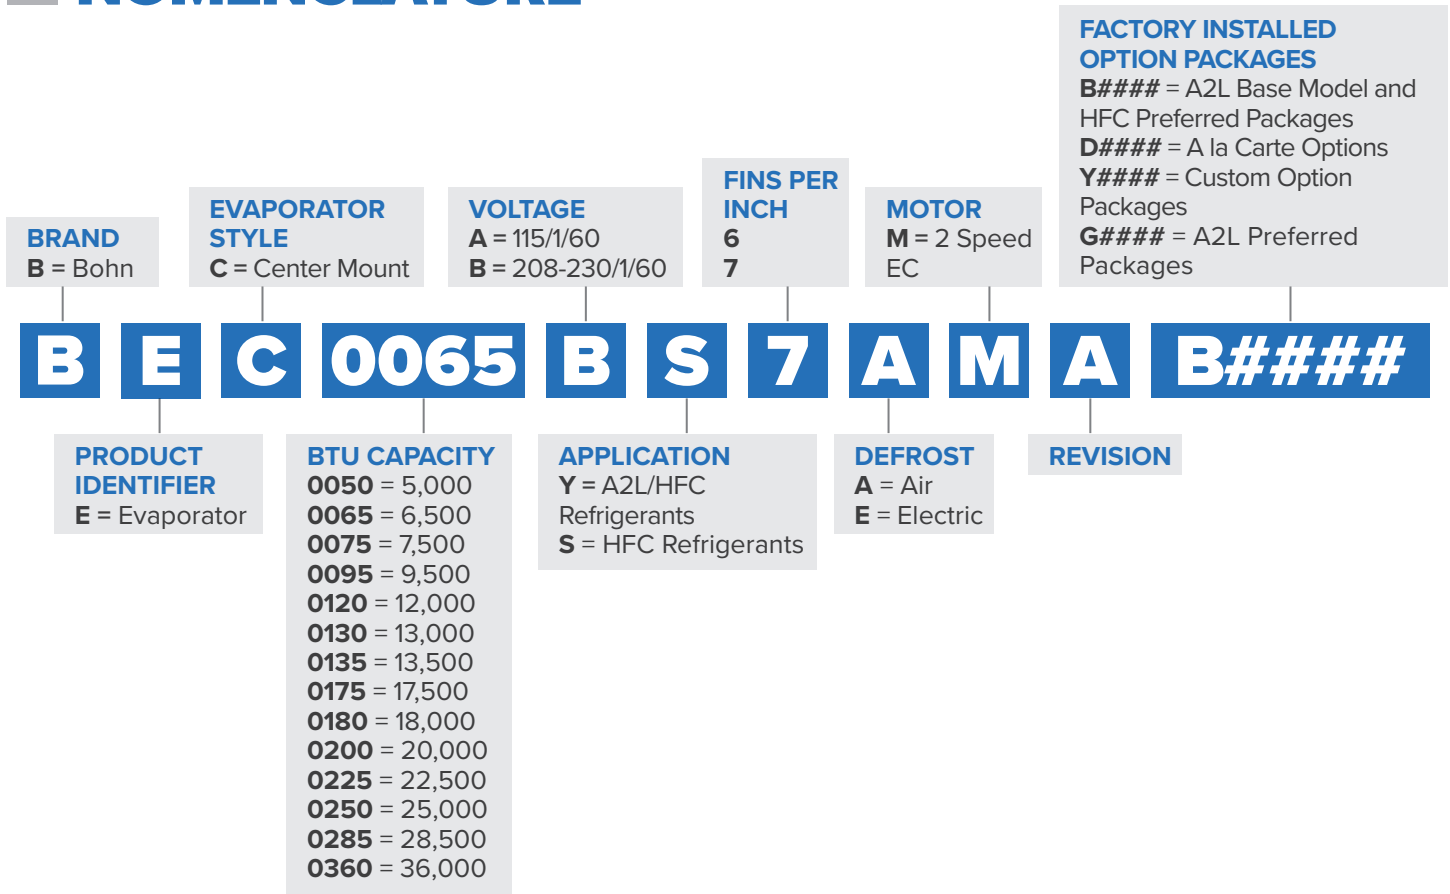 NOMENCLATURE
FACTORY INSTALLED
OPTION PACKAGES
B#### = A2L Base Model and
HFC Preferred Packages
D#### = A la Carte Options
Y#### = Custom Option
Packages
G#### = A2L Preferred
Packages
BRAND
B = Bohn
EVAPORATOR
STYLE
C = Center Mount
VOLTAGE
A = 115/1/60
B = 208-230/1/60
FINS PER
INCH
6
7
MOTOR
M = 2 Speed
EC
B E C 0065 B S 7 A M A B####
PRODUCT
IDENTIFIER
E = Evaporator
BTU CAPACITY
0050 = 5,000
0065 = 6,500
0075 = 7,500
0095 = 9,500
0120 = 12,000
0130 = 13,000
0135 = 13,500
0175 = 17,500
0180 = 18,000
0200 = 20,000
0225 = 22,500
0250 = 25,000
0285 = 28,500
0360 = 36,000
APPLICATION
Y = A2L/HFC
Refrigerants
S = HFC Refrigerants
DEFROST
A = Air
E = Electric
REVISION